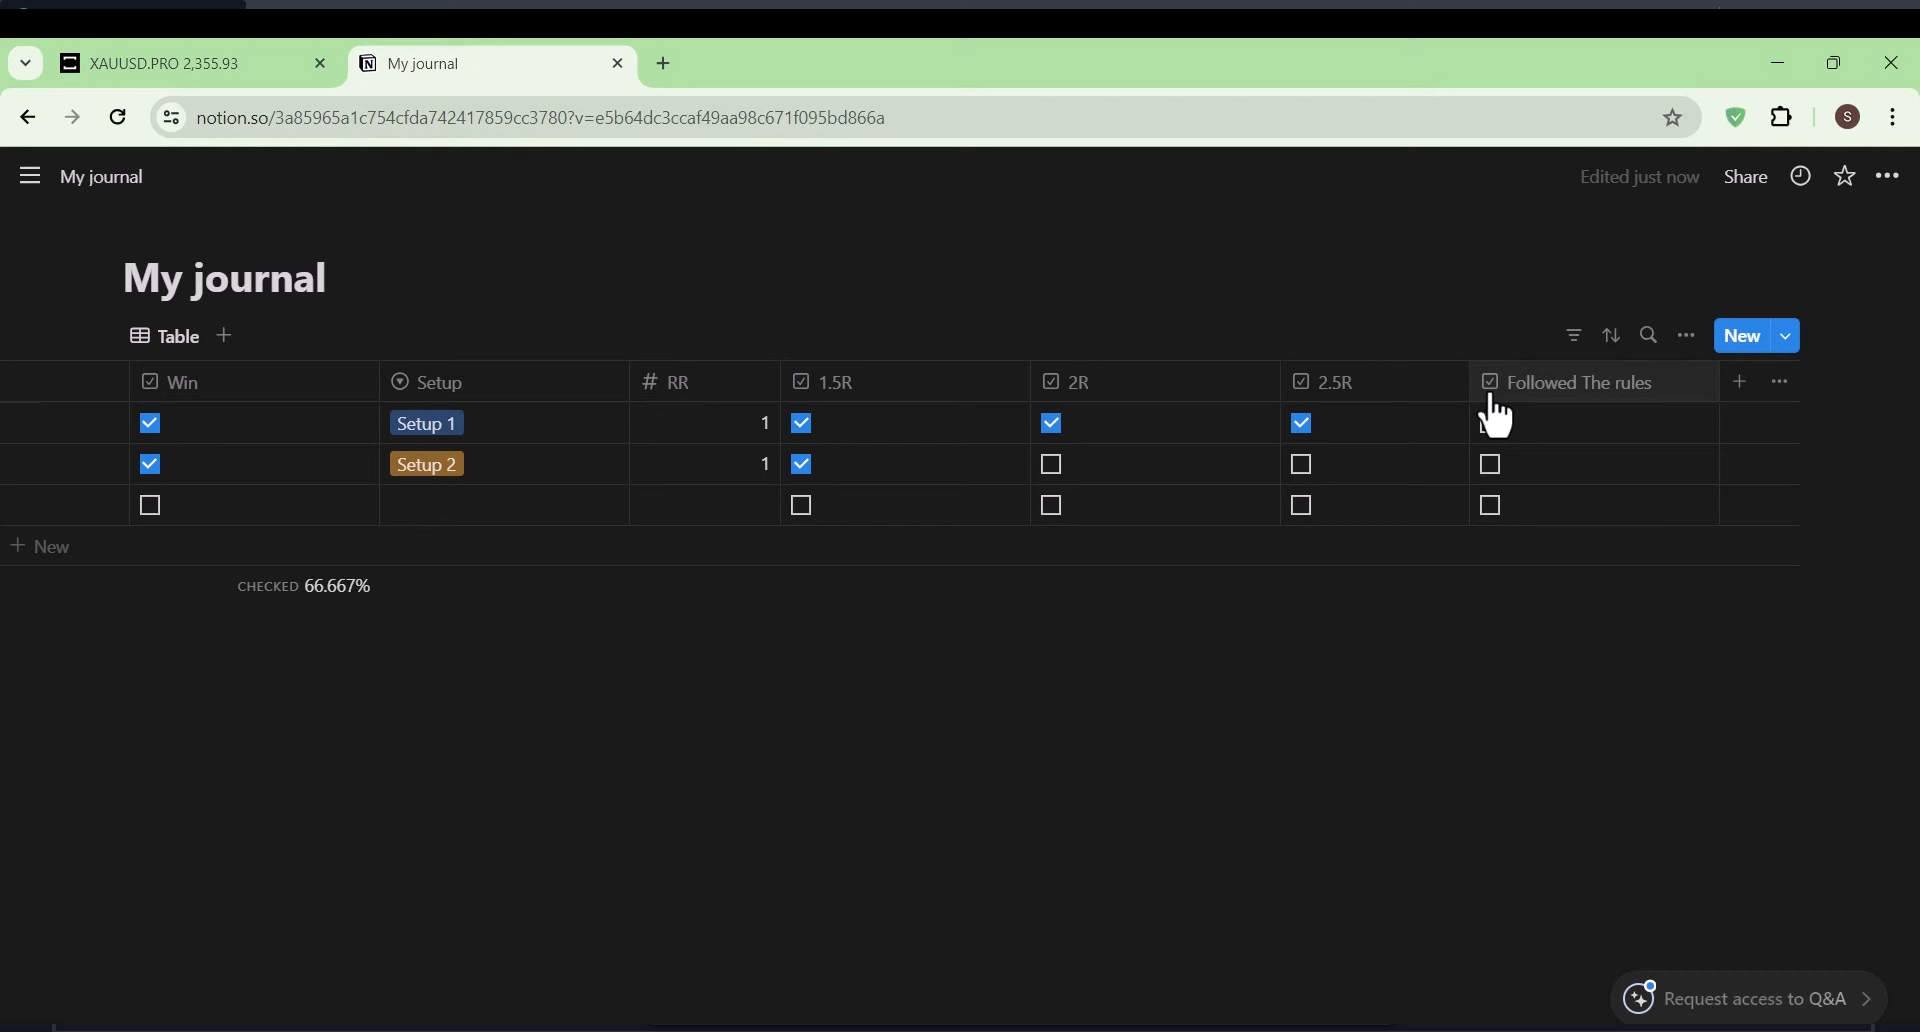 XAUUSD.PRO 2,355.93
My journal
notion.so/3a85965a1c754cfda742417859cc3780?v=e5b64dc3ccaf49aa98c671f095bd866a
S
My journal
Edited just now Share
My journal
Table
New
Win Setup # RR 1.5R 2R 2.5R Followed The rules
Setup 1 1
Setup 2 1
+ New
CHECKED 66.667%
Request access to Q&A